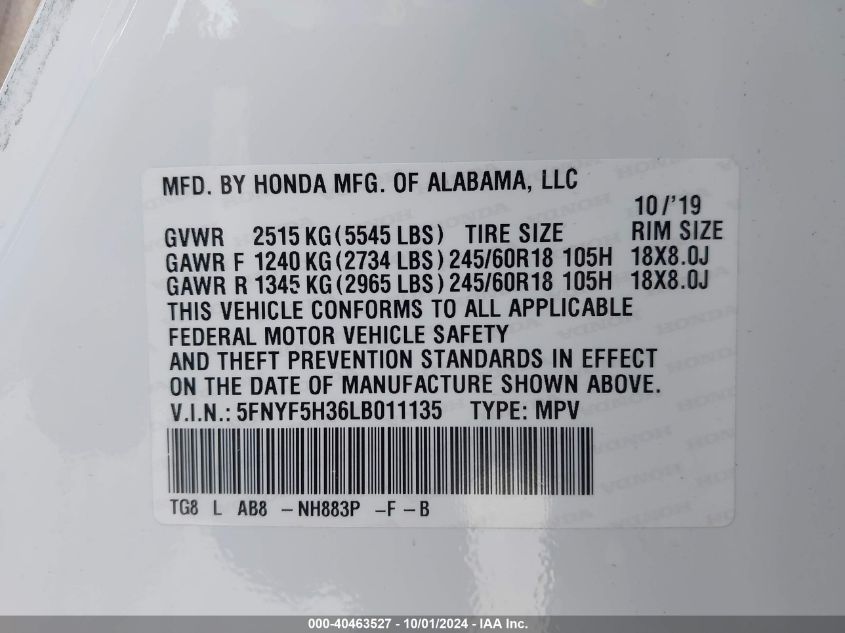 MFD. BY HONDA MFG. OF ALABAMA, LLC
10/'19
GVWR 2515 KG (5545 LBS) TIRE SIZE RIM SIZE
GAWR F 1240 KG (2734 LBS) 245/60R18 105H 18X8.0J
GAWR R 1345 KG (2965 LBS) 245/60R18 105H 18X8.0J
THIS VEHICLE CONFORMS TO ALL APPLICABLE
FEDERAL MOTOR VEHICLE SAFETY
AND THEFT PREVENTION STANDARDS IN EFFECT
ON THE DATE OF MANUFACTURE SHOWN ABOVE.
V.I.N.: 5FNYF5H36LB011135 TYPE: MPV
TG8 L AB8 -NH883P -F -B
000-40463527 - 10/01/2024 - IAA Inc.